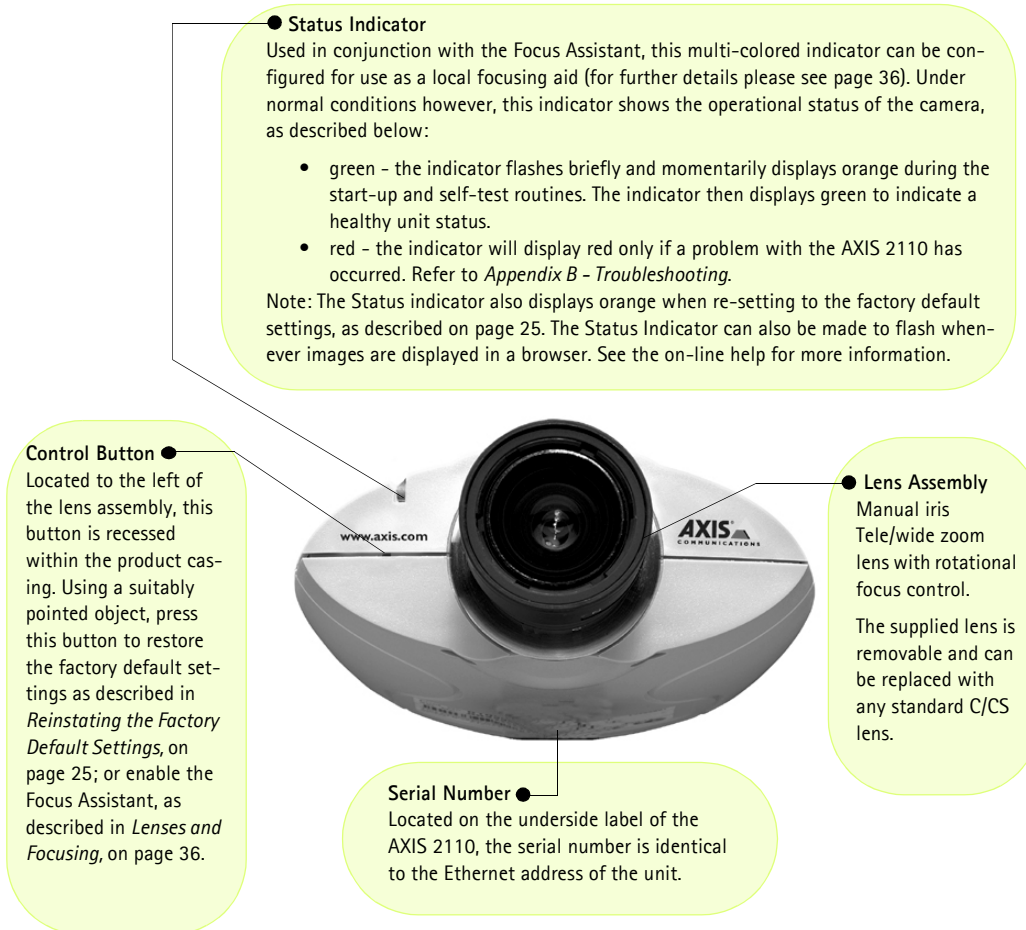 Status Indicator
Used in conjunction with the Focus Assistant, this multi-colored indicator can be con-
figured for use as a local focusing aid (for further details please see page 36). Under
normal conditions however, this indicator shows the operational status of the camera,
as described below:
• green - the indicator flashes briefly and momentarily displays orange during the
start-up and self-test routines. The indicator then displays green to indicate a
healthy unit status.
• red - the indicator will display red only if a problem with the AXIS 2110 has
occurred. Refer to Appendix B - Troubleshooting.
Note: The Status indicator also displays orange when re-setting to the factory default
settings, as described on page 25. The Status Indicator can also be made to flash when-
ever images are displayed in a browser. See the on-line help for more information.
Control Button
Located to the left of
the lens assembly, this
button is recessed
within the product cas-
ing. Using a suitably
pointed object, press
this button to restore
the factory default set-
tings as described in
Reinstating the Factory
Default Settings, on
page 25; or enable the
Focus Assistant, as
described in Lenses and
Focusing, on page 36.
www.axis.com
AXIS
COMMUNICATIONS
Lens Assembly
Manual iris
Tele/wide zoom
lens with rotational
focus control.
The supplied lens is
removable and can
be replaced with
any standard C/CS
lens.
Serial Number
Located on the underside label of the
AXIS 2110, the serial number is identical
to the Ethernet address of the unit.